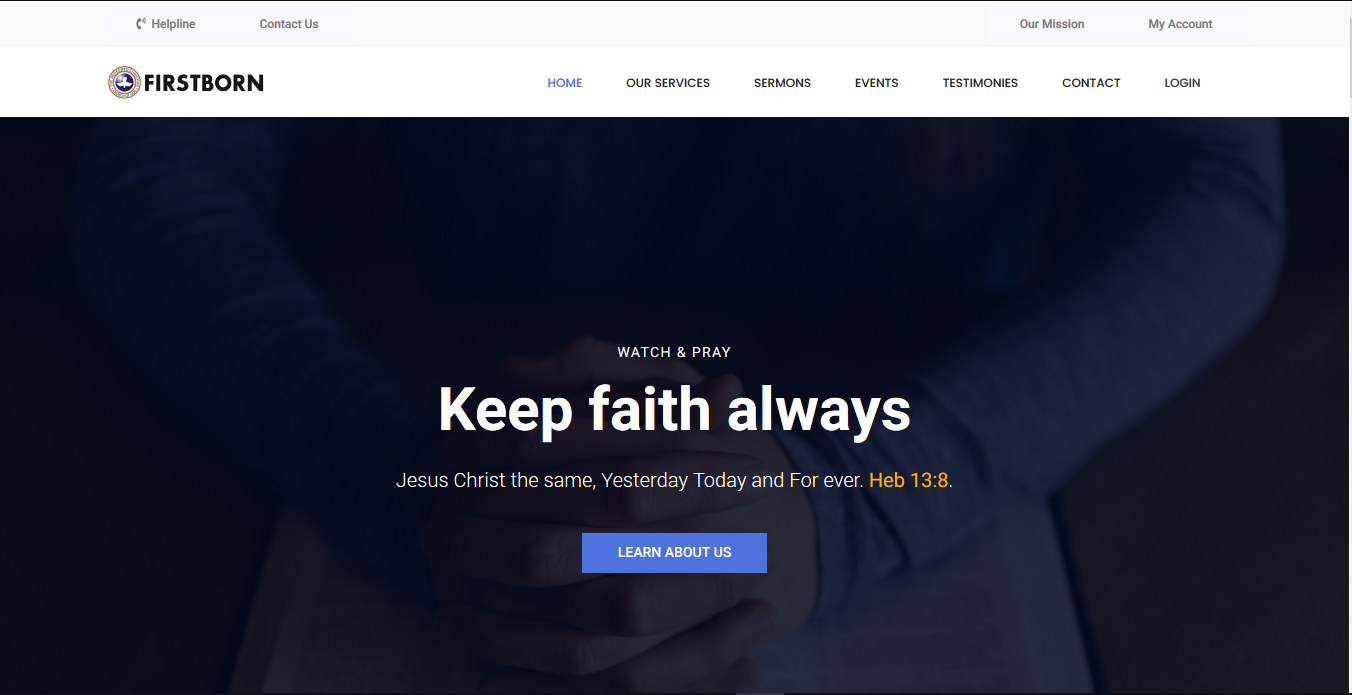 Helpline
Contact Us
Our Mission
My Account
FIRSTBORN
HOME
OUR SERVICES
SERMONS
EVENTS
TESTIMONIES
CONTACT
LOGIN
WATCH & PRAY
Keep faith always
Jesus Christ the same, Yesterday Today and For ever. Heb 13:8.
LEARN ABOUT US